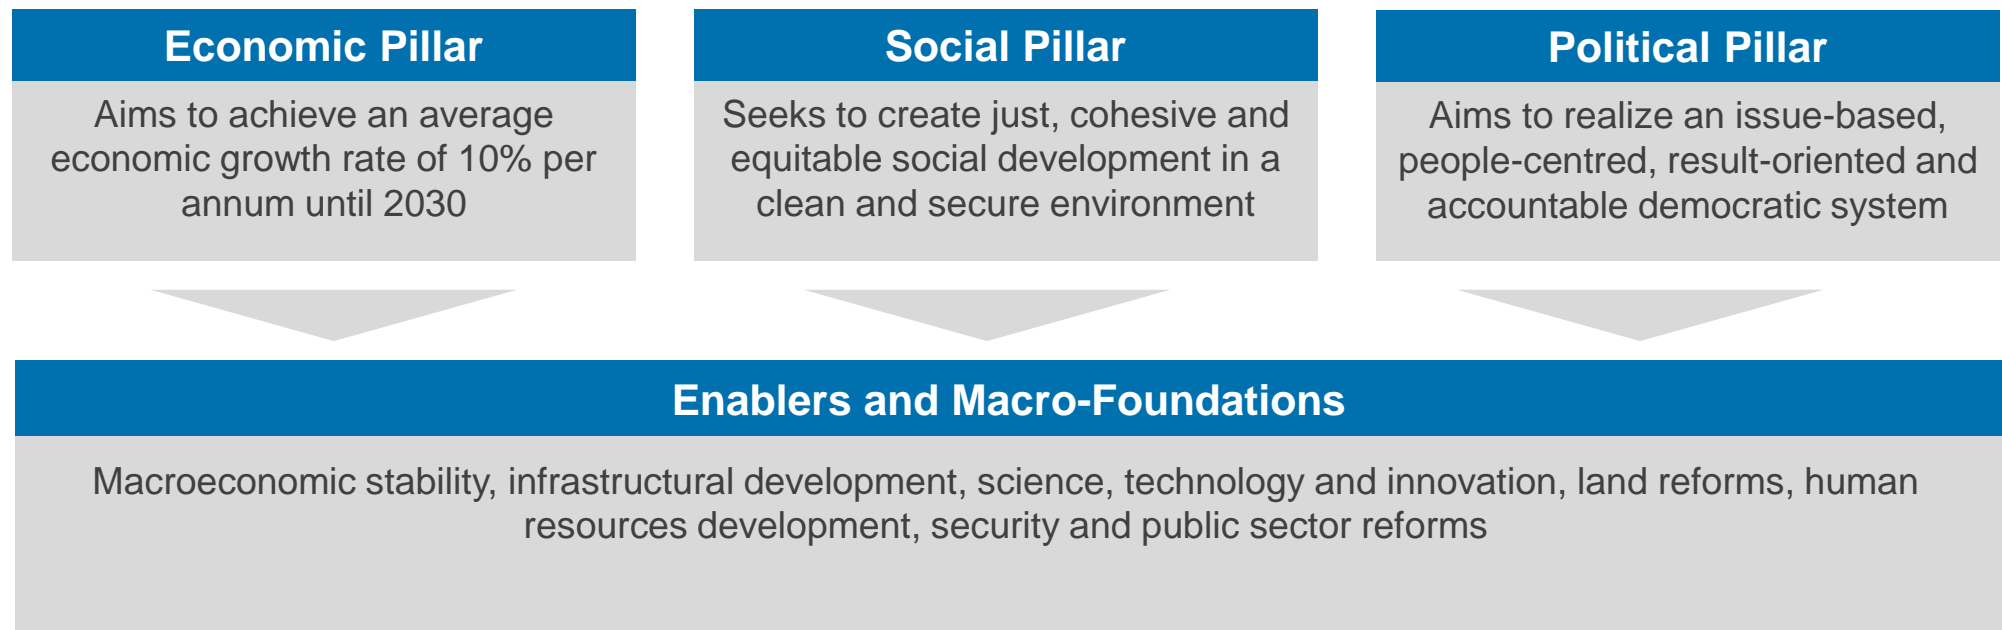 Economic Pillar
Aims to achieve an average
economic growth rate of 10% per
annum until 2030
Social Pillar
Seeks to create just, cohesive and
equitable social development in a
clean and secure environment
Political Pillar
Aims to realize an issue-based,
people-centred, result-oriented and
accountable democratic system
Enablers and Macro-Foundations
Macroeconomic stability, infrastructural development, science, technology and innovation, land reforms, human
resources development, security and public sector reforms